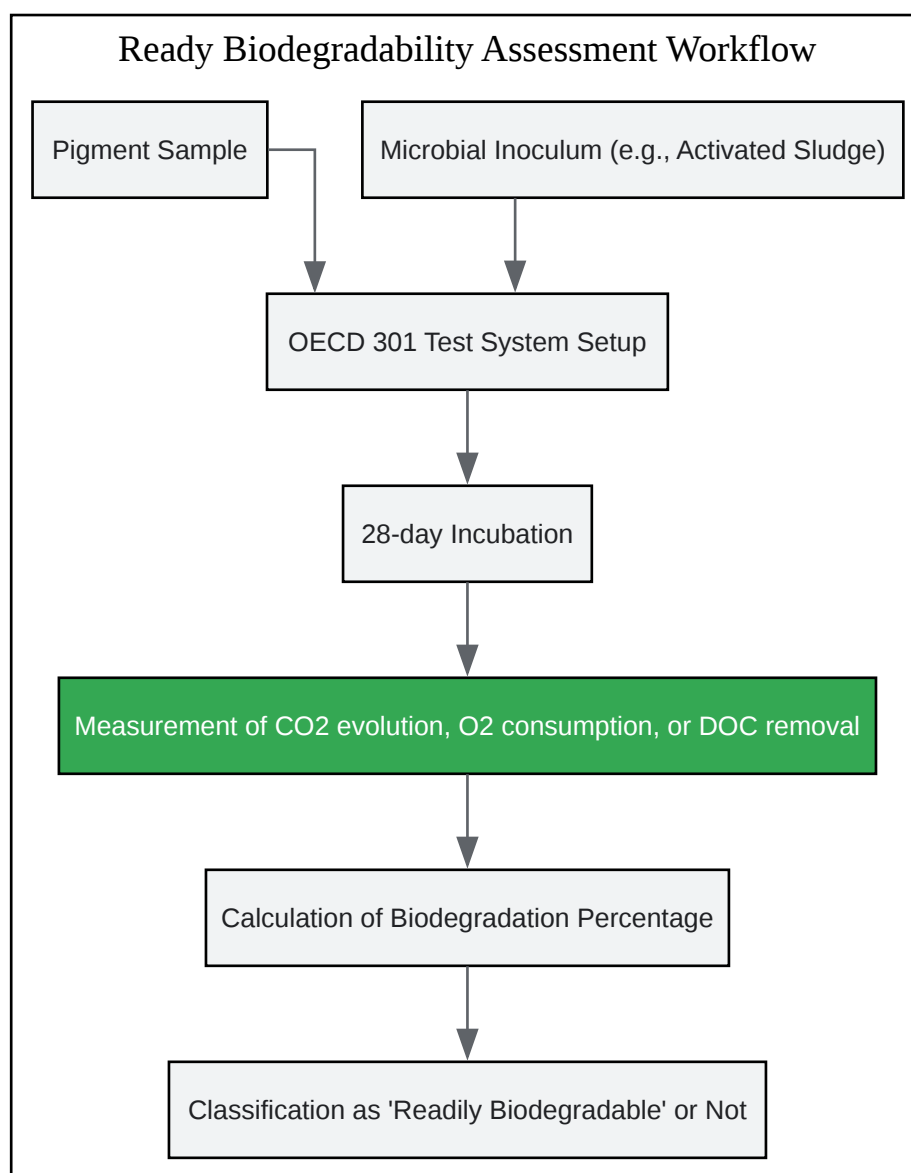 Ready Biodegradability Assessment Workflow
Pigment Sample
Microbial Inoculum (e.g., Activated Sludge)
OECD 301 Test System Setup
28-day Incubation
Measurement of CO2 evolution, O2 consumption, or DOC removal
Calculation of Biodegradation Percentage
Classification as 'Readily Biodegradable' or Not